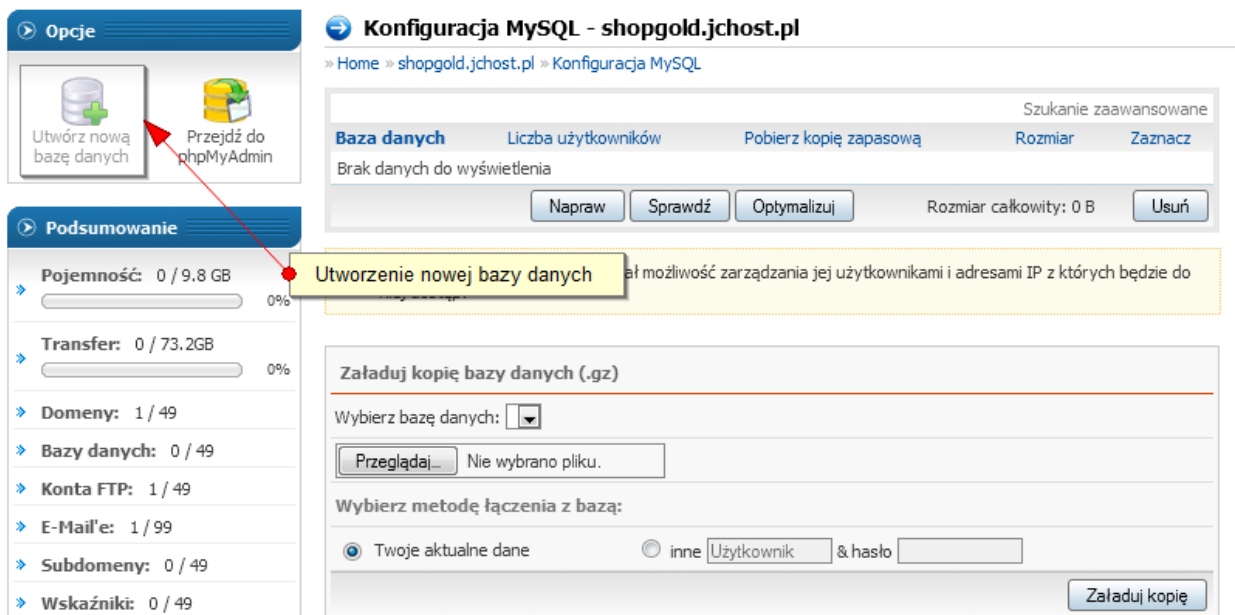 Opcje
Utwórz nową
bazę danych
Przejdź do
phpMyAdmin
Podsumowanie
Pojemność: 0 / 9.8 GB
0%
Transfer: 0 / 73.2GB
0%
Domeny: 1 / 49
Bazy danych: 0 / 49
Konta FTP: 1 / 49
E-Mail'e: 1 / 99
Subdomeny: 0 / 49
Wskaźniki: 0 / 49
Konfiguracja MySQL - shopgold.jchost.pl
» Home » shopgold.jchost.pl » Konfiguracja MySQL
Szukanie zaawansowane
Baza danych Liczba użytkowników Pobierz kopię zapasową Rozmiar Zaznacz
Brak danych do wyświetlenia
Napraw Sprawdź Optymalizuj Rozmiar całkowity: 0 B Usuń
Utworzenie nowej bazy danych
możliwość zarządzania jej użytkownikami i adresami IP z których będzie do
Załaduj kopię bazy danych (.gz)
Wybierz bazę danych:
Przeglądaj... Nie wybrano pliku.
Wybierz metodę łączenia z bazą:
Twoje aktualne dane inne Użytkownik & hasło
Załaduj kopię